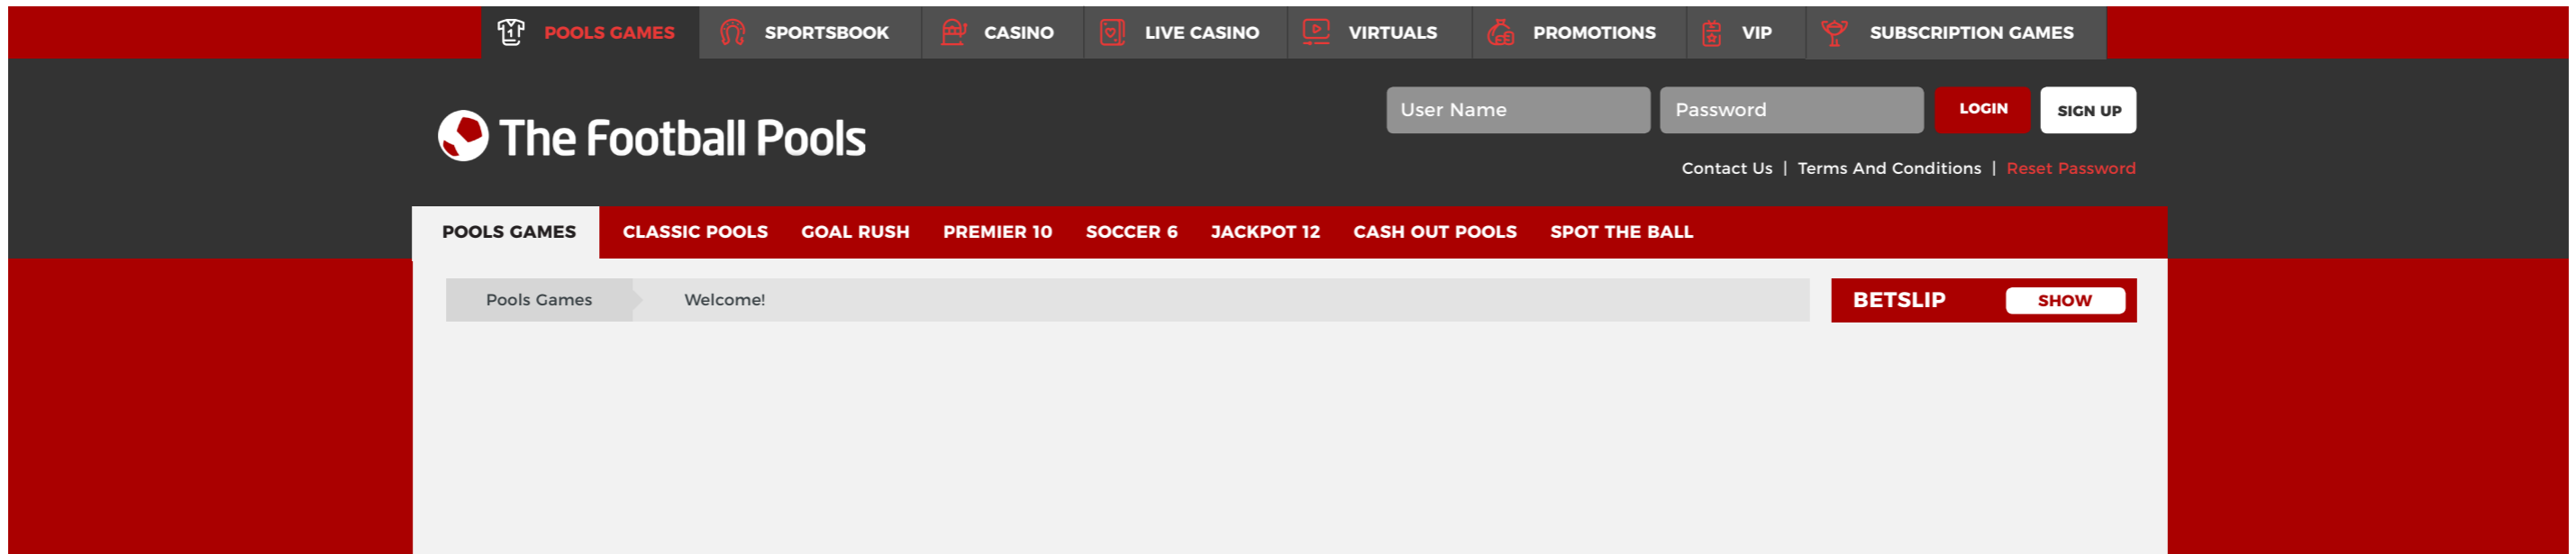 POOLS GAMES SPORTSBOOK CASINO LIVE CASINO VIRTUALS PROMOTIONS VIP SUBSCRIPTION GAMES
The Football Pools
User Name Password LOGIN SIGN UP
Contact Us | Terms And Conditions | Reset Password
POOLS GAMES CLASSIC POOLS GOAL RUSH PREMIER 10 SOCCER 6 JACKPOT 12 CASH OUT POOLS SPOT THE BALL
Pools Games Welcome! BETSLIP SHOW